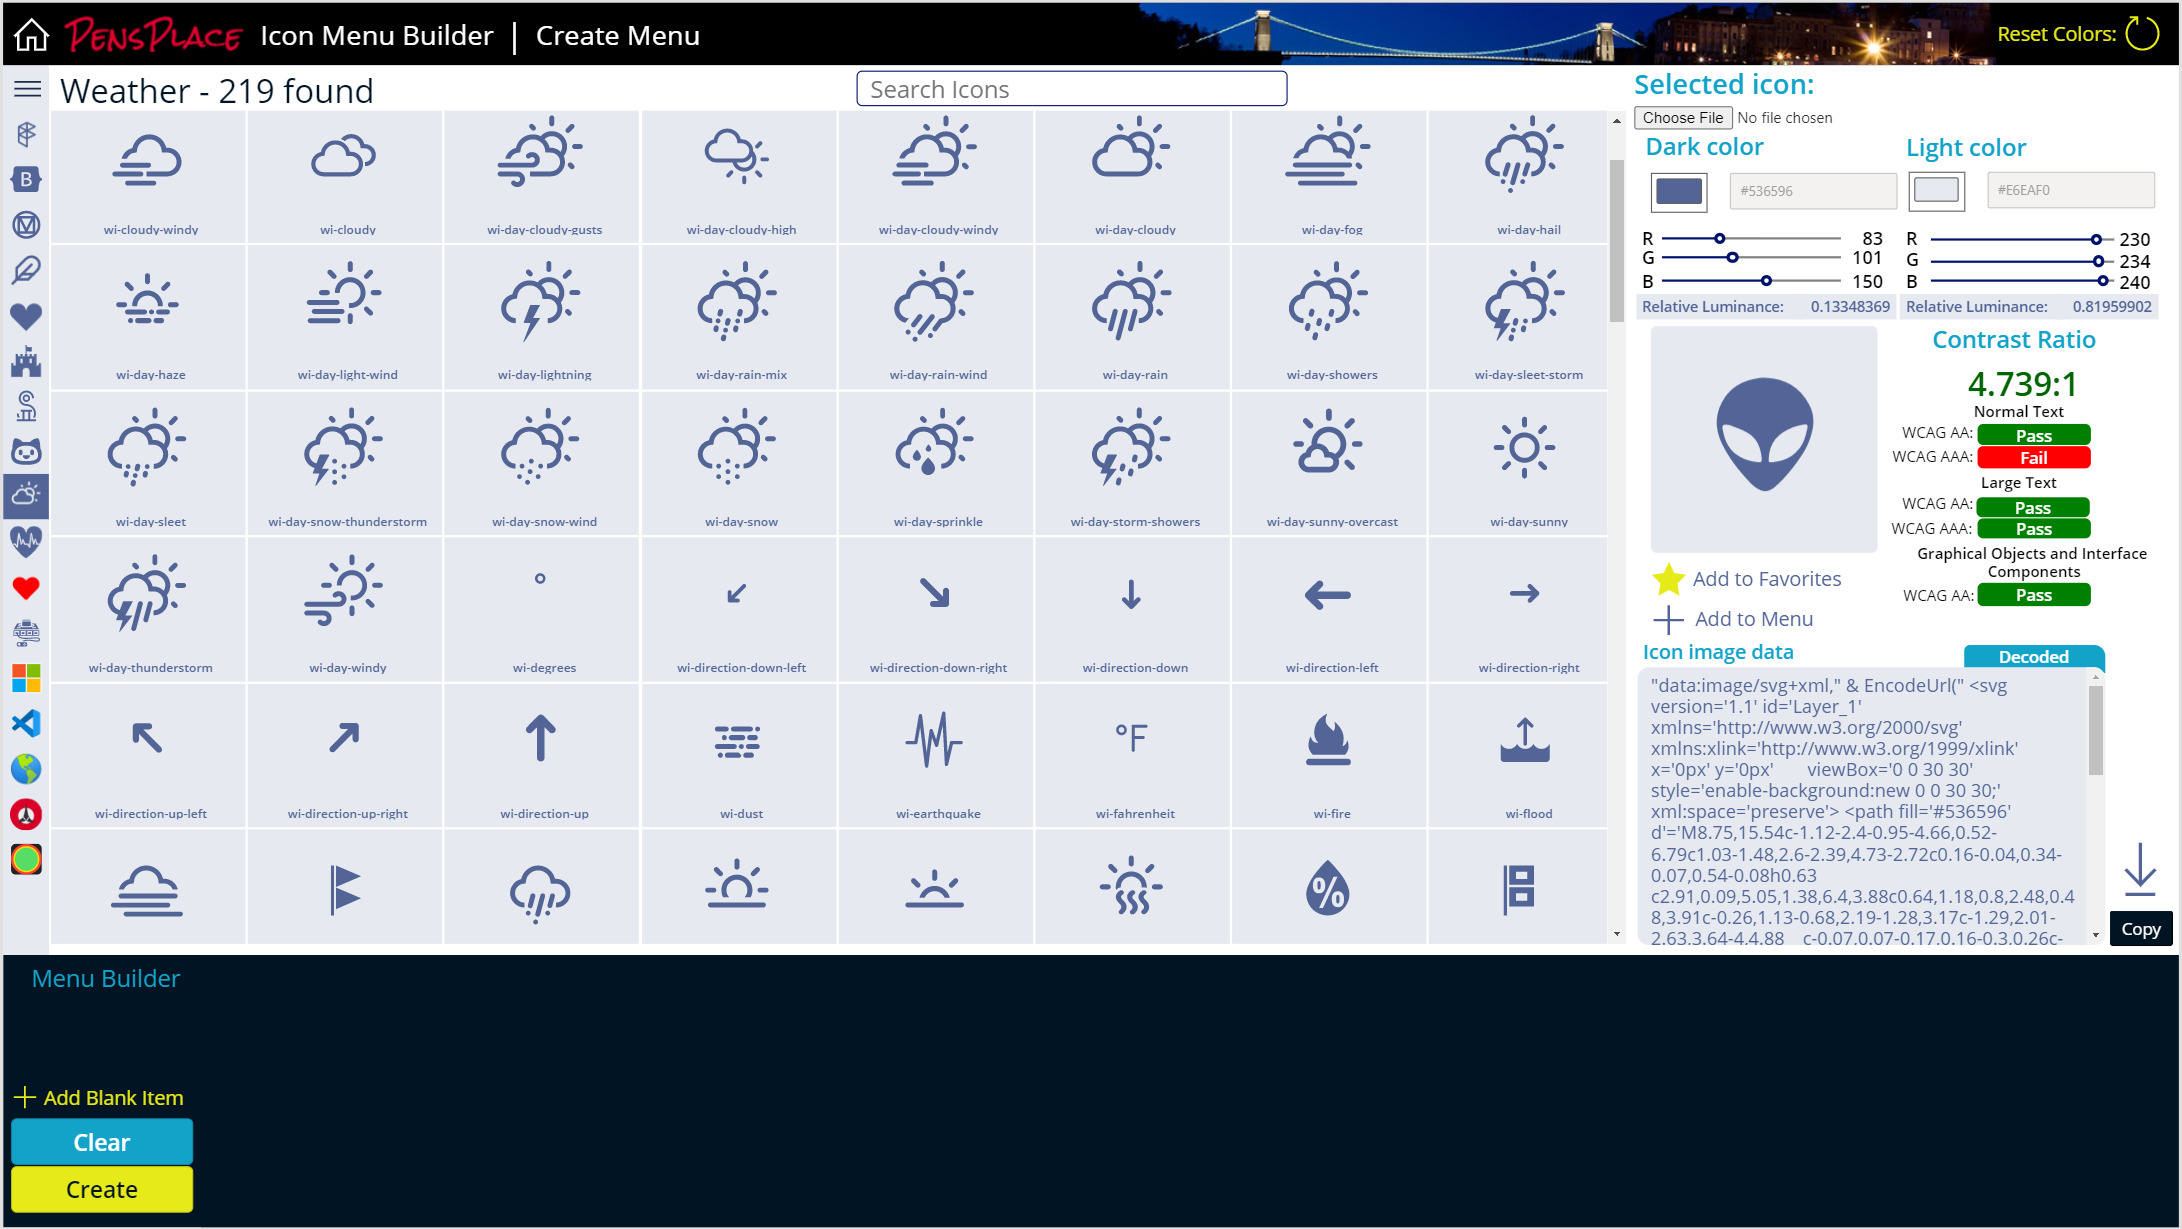 PENSPLACE Icon Menu Builder | Create Menu
Reset Colors:
Weather - 219 found
Search Icons
wi-cloudy-windy wi-cloudy wi-day-cloudy-gusts wi-day-cloudy-high wi-day-cloudy-windy wi-day-cloudy wi-day-fog wi-day-hail
wi-day-haze wi-day-light-wind wi-day-lightning wi-day-rain-mix wi-day-rain-wind wi-day-rain wi-day-showers wi-day-sleet-storm
wi-day-sleet wi-day-snow-thunderstorm wi-day-snow-wind wi-day-snow wi-day-sprinkle wi-day-storm-showers wi-day-sunny-overcast wi-day-sunny
wi-day-thunderstorm wi-day-windy wi-degrees wi-direction-down-left wi-direction-down-right wi-direction-down wi-direction-left wi-direction-right
°F
wi-direction-up-left wi-direction-up-right wi-direction-up wi-dust wi-earthquake wi-fahrenheit wi-fire wi-flood
%
Selected icon:
Choose File No file chosen
Dark color Light color
#536596 #E6EAF0
R 83 R 230
G 101 G 234
B 150 B 240
Relative Luminance: 0.13348369 Relative Luminance: 0.81959902
Contrast Ratio
4.739:1
Normal Text
WCAG AA: Pass
WCAG AAA: Fail
Large Text
WCAG AA: Pass
WCAG AAA: Pass
Graphical Objects and Interface
Components
WCAG AA: Pass
Add to Favorites
Add to Menu
Icon image data
Decoded
"data:image/svg+xml," & EncodeUrl(" <svg
version='1.1' id='Layer_1'
xmlns='http://www.w3.org/2000/svg'
xmlns:xlink='http://www.w3.org/1999/xlink'
x='0px' y='0px' viewBox='0 0 30 30'
style='enable-background:new 0 0 30 30;'
xml:space='preserve'> <path fill='#536596'
d='M8.75,15.54c-1.12-2.4-0.95-4.66,0.52-
6.79c1.03-1.48,2.6-2.39,4.73-2.72c0.16-0.04,0.34-
0.07,0.54-0.08h0.63
c2.91,0.09,5.05,1.38,6.4,3.88c0.64,1.18,0.8,2.48,0.4
8,3.91c-0.26,1.13-0.68,2.19-1.28,3.17c-1.29,2.01-
2.63,3.64-4,4.88 c-0.07,0.07-0.17,0.16-0.3,0.26c-
Copy
Menu Builder
Add Blank Item
Clear
Create